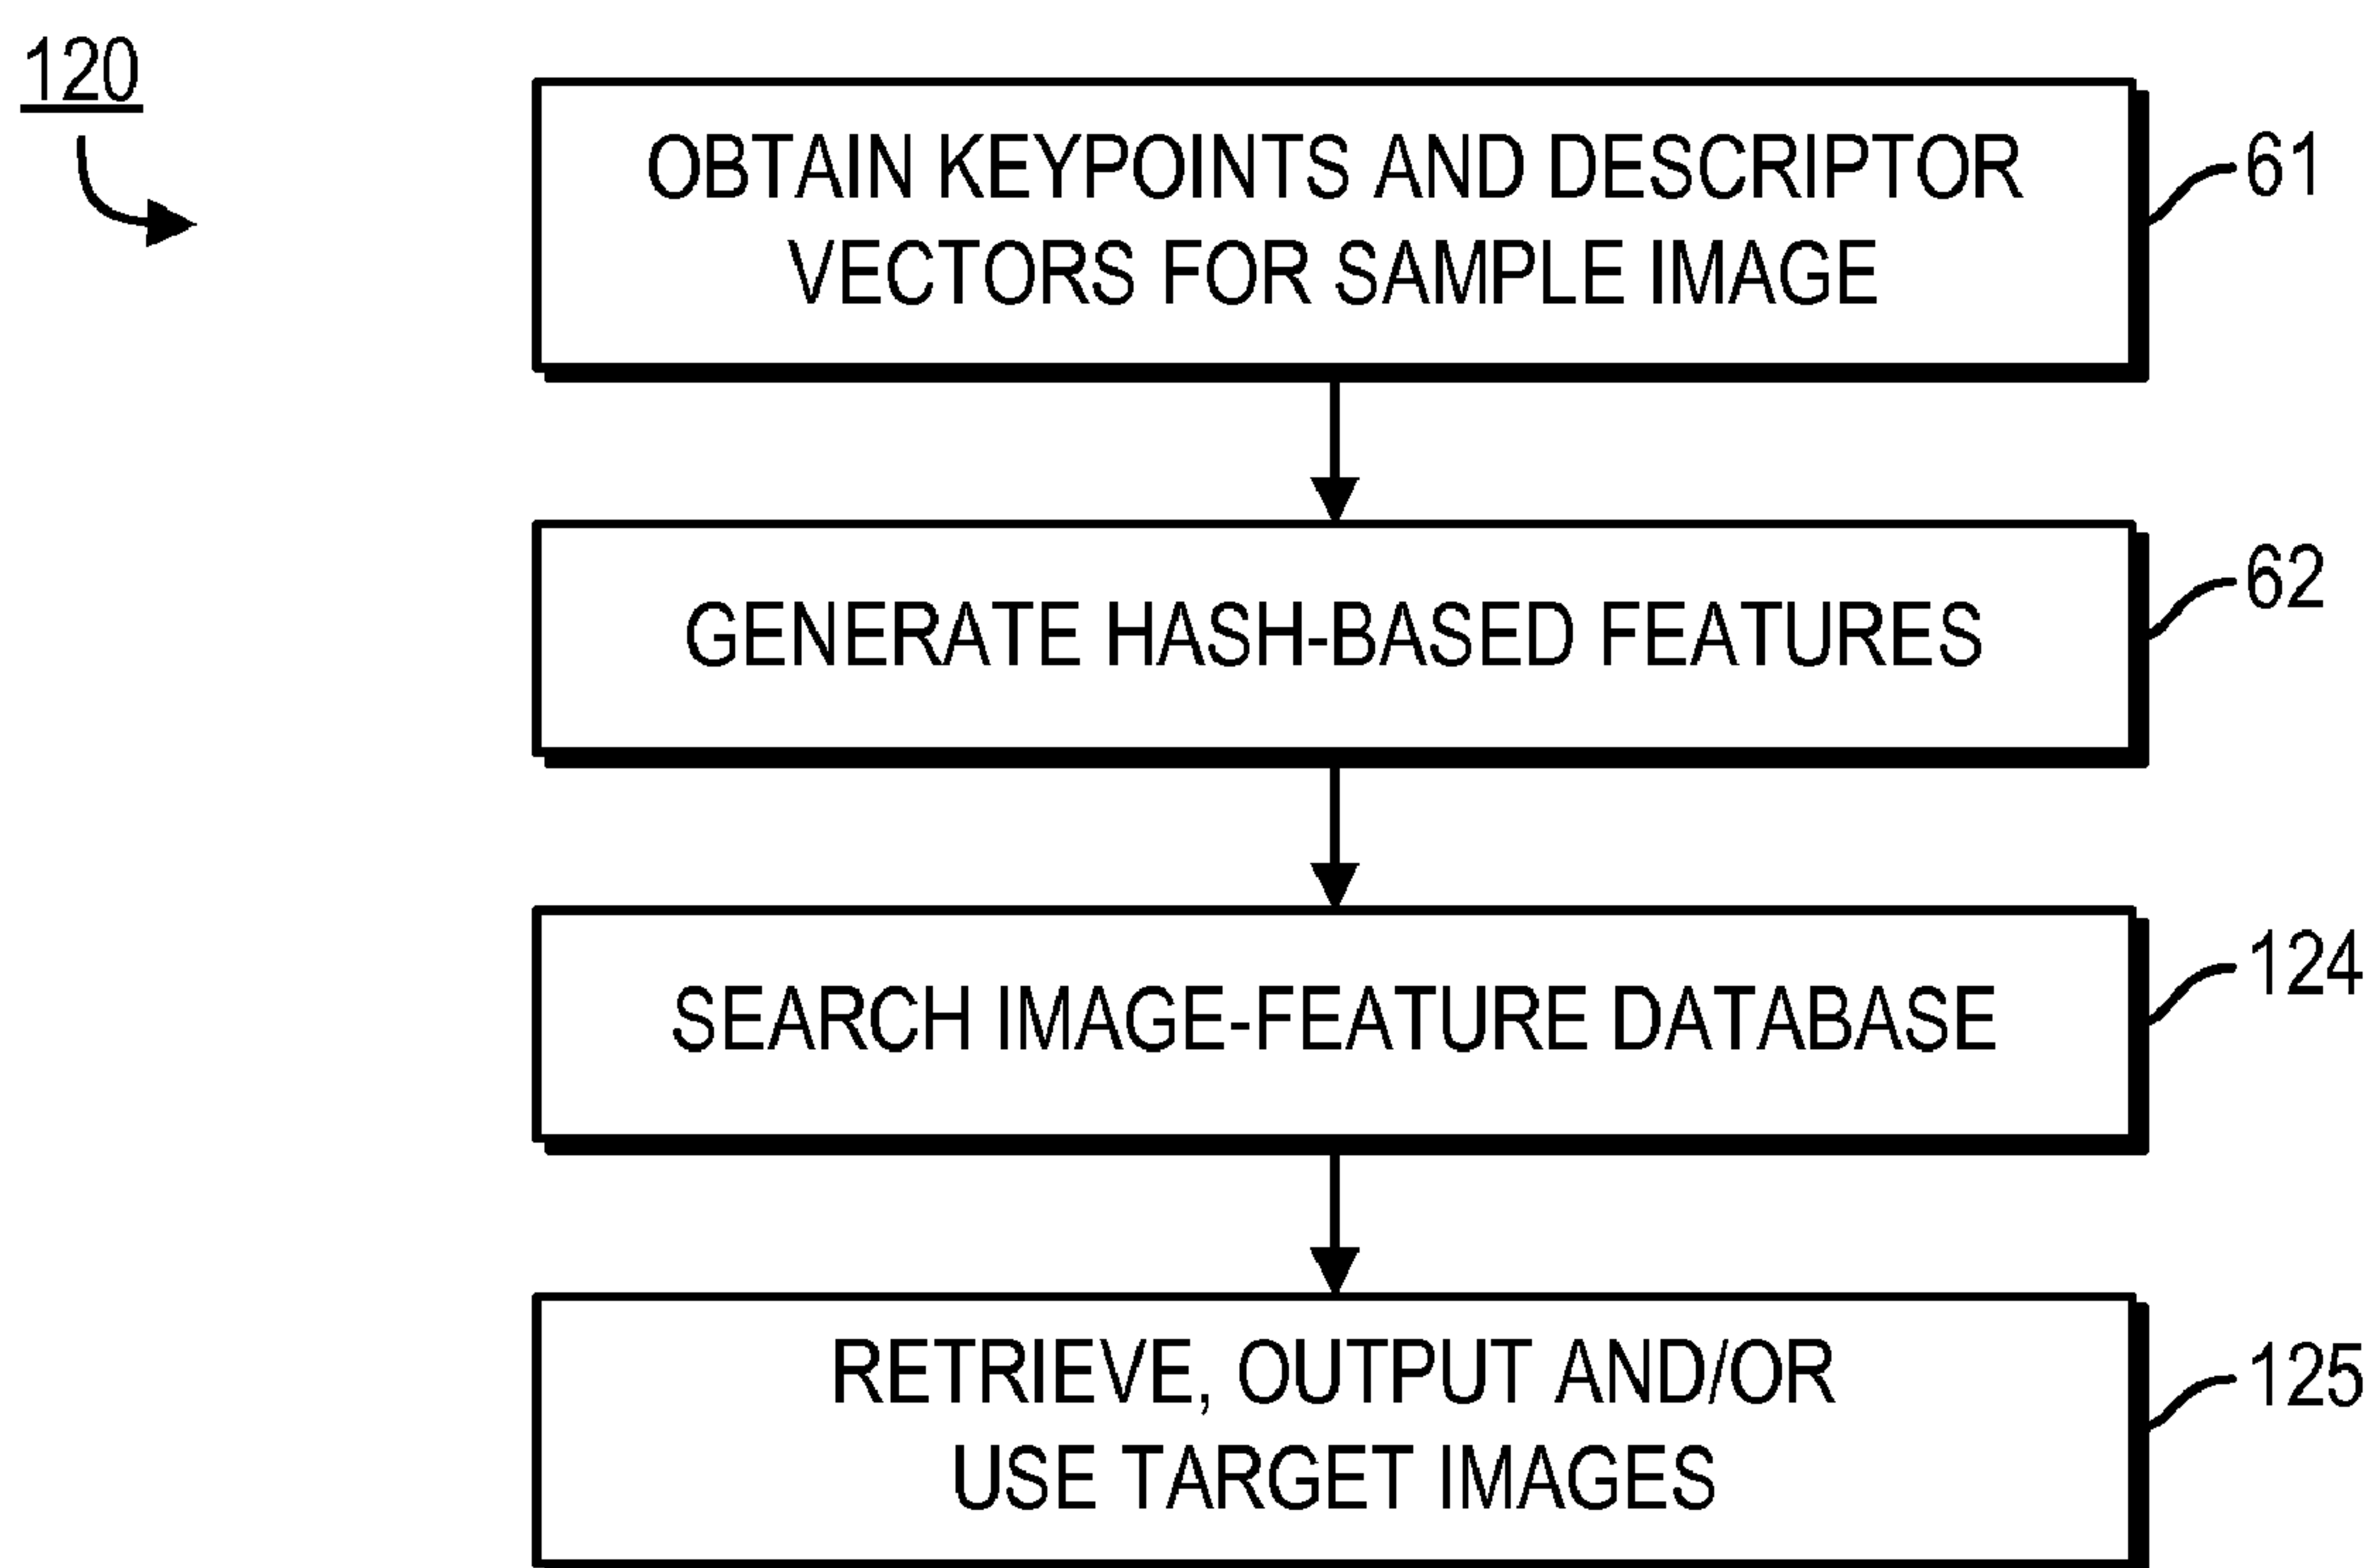 120
OBTAIN KEYPOINTS AND DESCRIPTOR
VECTORS FOR SAMPLE IMAGE
61
GENERATE HASH-BASED FEATURES
62
SEARCH IMAGE-FEATURE DATABASE
124
RETRIEVE, OUTPUT AND/OR
USE TARGET IMAGES
125